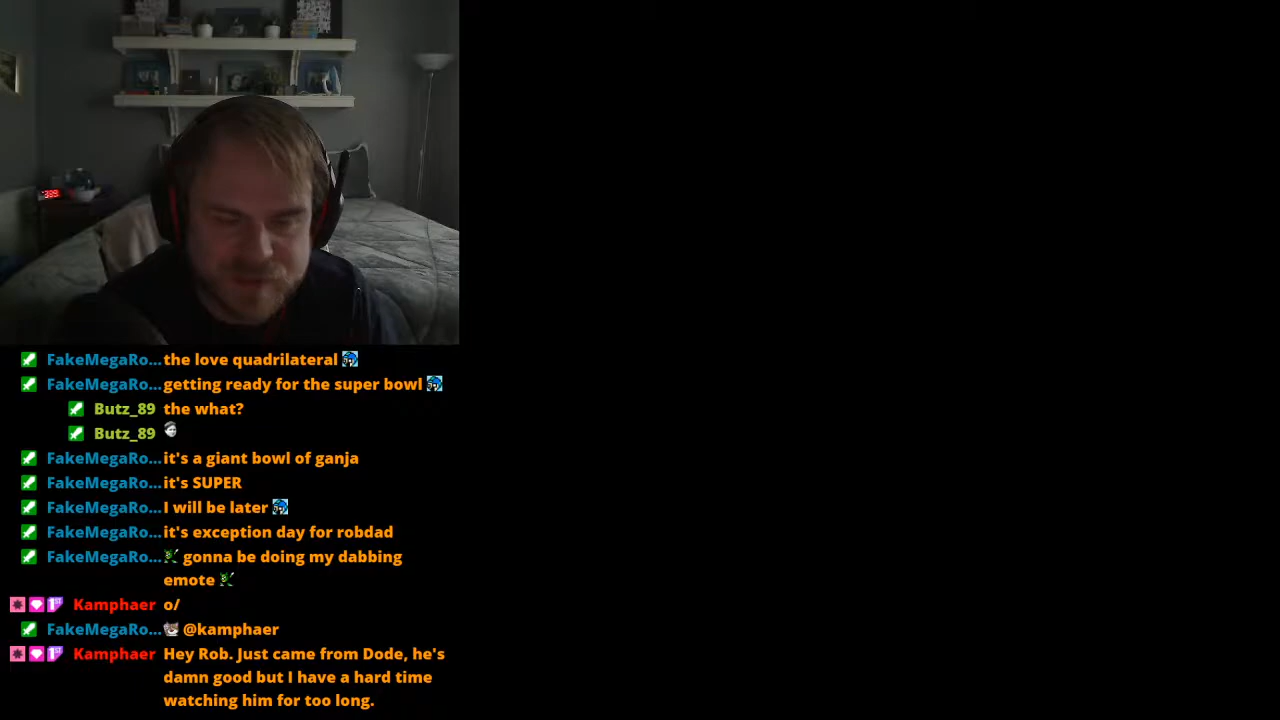 FakeMegaRo... the love quadrilateral
FakeMegaRo... getting ready for the super bowl
Butz_89 the what?
Butz_89
FakeMegaRo... it's a giant bowl of ganja
FakeMegaRo... it's SUPER
FakeMegaRo... I will be later
FakeMegaRo... it's exception day for robdad
FakeMegaRo... gonna be doing my dabbing
emote
Kamphaer o/
FakeMegaRo... @kamphaer
Kamphaer Hey Rob. Just came from Dode, he's
damn good but I have a hard time
watching him for too long.